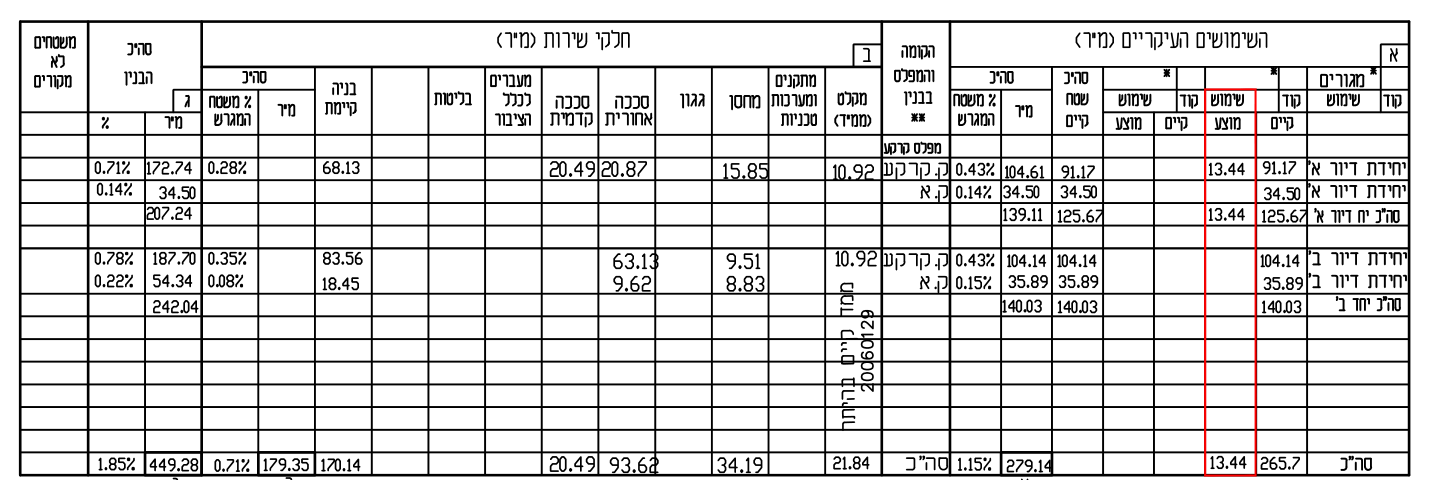 א השימושים העיקריים (מ"ר) הקומה והמפלס בבנין ** ב חלקי שירות (מ"ר) סה"כ הבנין משטחים לא מקורים
* מגורים * * סה"כ שטח קיים סה"כ מקלט (ממ"ד) מתקנים ומערכות טכניות מחסן גגון סככה אחורית סככה קדמית מעברים לכלל הציבור בליטות בניה קיימת סה"כ
קוד שימוש קוד שימוש קוד שימוש מ"ר % משטח המגרש מ"ר % משטח המגרש ג
קיים מוצע קיים מוצע מ"ר %
מפלס קרקע
יחידת דיור א' 91.17 13.44 91.17 104.61 0.43% ק. קרקע 10.92 15.85 20.87 20.49 68.13 0.28% 172.74 0.71%
יחידת דיור א' 34.50 34.50 34.50 0.14% ק. א 34.50 0.14%
סה"כ יח דיור א' 125.67 13.44 125.67 139.11 207.24
יחידת דיור ב' 104.14 104.14 104.14 0.43% ק. קרקע 10.92 9.51 63.13 83.56 0.35% 187.70 0.78%
יחידת דיור ב' 35.89 35.89 35.89 0.15% ק. א 8.83 9.62 18.45 0.08% 54.34 0.22%
סה"כ יחד ב' 140.03 140.03 140.03 242.04
ממד קיים בהיתר
20060129
סה"כ 265.7 13.44 279.14 1.15% סה"כ 21.84 34.19 93.62 20.49 170.14 179.35 0.71% 449.28 1.85%